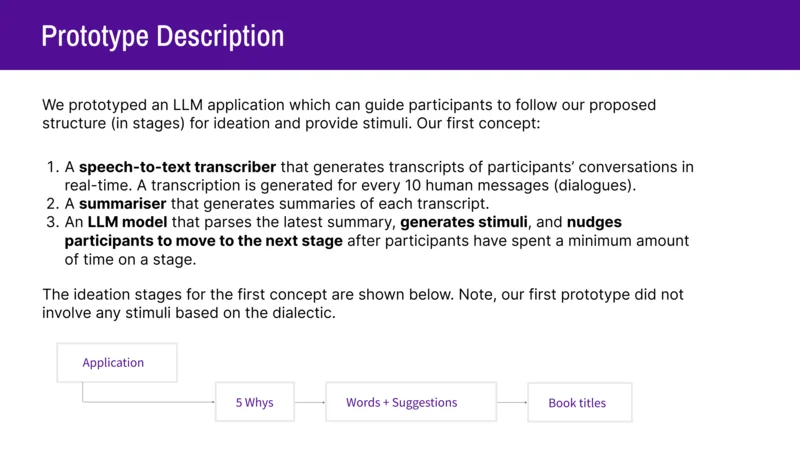 Prototype Description
We prototyped an LLM application which can guide participants to follow our proposed
structure (in stages) for ideation and provide stimuli. Our first concept:
1. A speech-to-text transcriber that generates transcripts of participants’ conversations in
real-time. A transcription is generated for every 10 human messages (dialogues).
2. A summariser that generates summaries of each transcript.
3. An LLM model that parses the latest summary, generates stimuli, and nudges
participants to move to the next stage after participants have spent a minimum amount
of time on a stage.
The ideation stages for the first concept are shown below. Note, our first prototype did not
involve any stimuli based on the dialectic.
Application
5 Whys
Words + Suggestions
Book titles